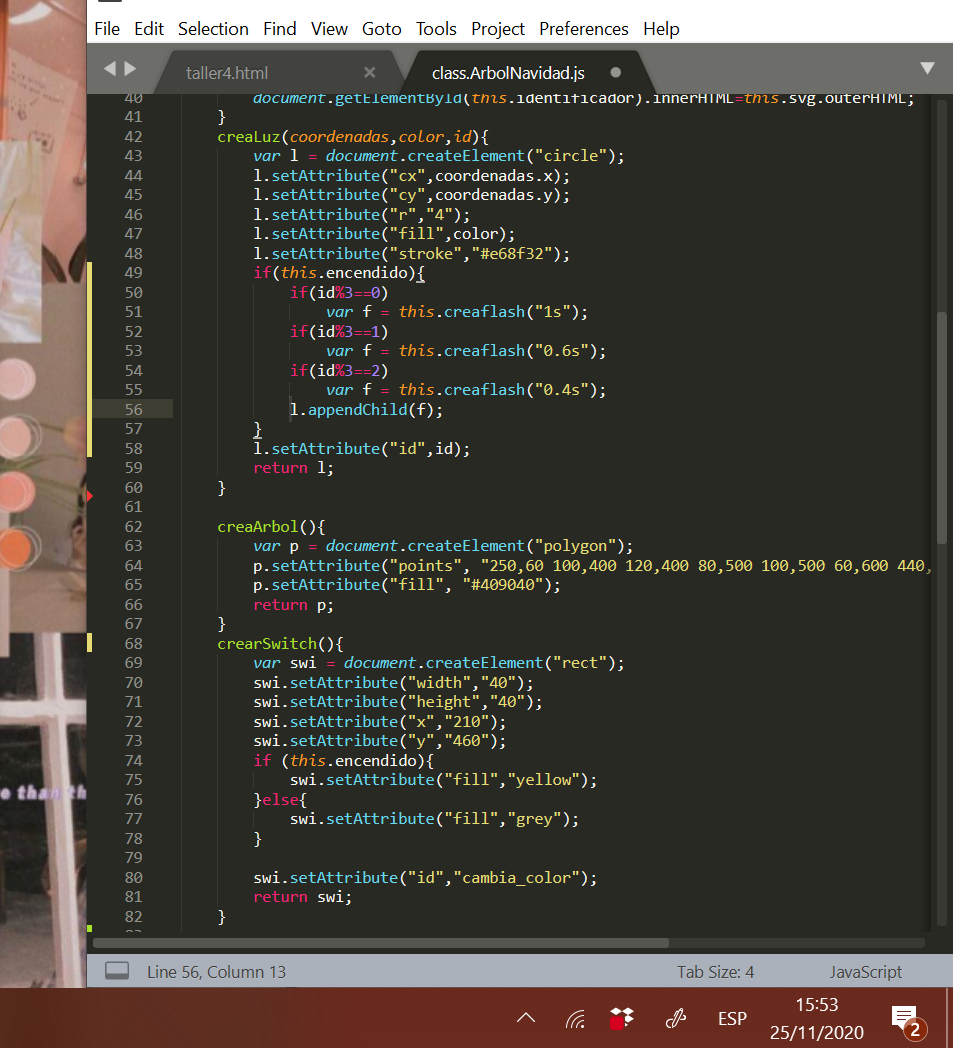 File Edit Selection Find View Goto Tools Project Preferences Help
taller4.html × class.ArbolNavidad.js
40 document.getElementById(this.identificador).innerHTML=this.svg.outerHTML;
41 }
42 creaLuz(coordenadas,color,id){
43 var l = document.createElement("circle");
44 l.setAttribute("cx",coordenadas.x);
45 l.setAttribute("cy",coordenadas.y);
46 l.setAttribute("r","4");
47 l.setAttribute("fill",color);
48 l.setAttribute("stroke","#e68f32");
49 if(this.encendido){
50 if(id%3==0)
51 var f = this.creaflash("1s");
52 if(id%3==1)
53 var f = this.creaflash("0.6s");
54 if(id%3==2)
55 var f = this.creaflash("0.4s");
56 l.appendChild(f);
57 }
58 l.setAttribute("id",id);
59 return l;
60 }
61
62 creaArbol(){
63 var p = document.createElement("polygon");
64 p.setAttribute("points", "250,60 100,400 120,400 80,500 100,500 60,600 440,
65 p.setAttribute("fill", "#409040");
66 return p;
67 }
68 crearSwitch(){
69 var swi = document.createElement("rect");
70 swi.setAttribute("width","40");
71 swi.setAttribute("height","40");
72 swi.setAttribute("x","210");
73 swi.setAttribute("y","460");
74 if (this.encendido){
75 swi.setAttribute("fill","yellow");
76 }else{
77 swi.setAttribute("fill","grey");
78 }
79
80 swi.setAttribute("id","cambia_color");
81 return swi;
82 }
e than th
Line 56, Column 13 Tab Size: 4 JavaScript
ESP 15:53
25/11/2020 2